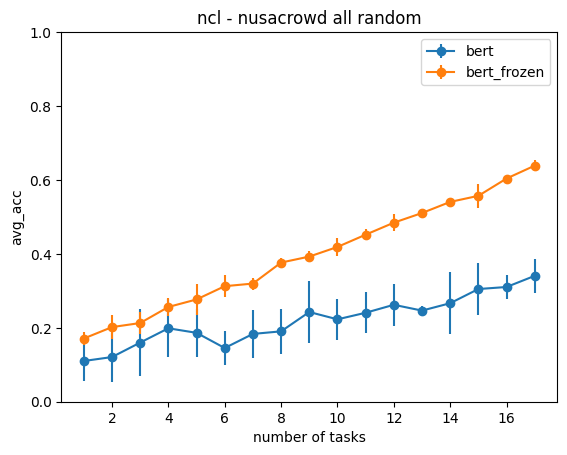 ncl - nusacrowd all random
1.0
0.8
0.6
0.4
0.2
0.0
avg_acc
bert
bert_frozen
2 4 6 8 10 12 14 16
number of tasks